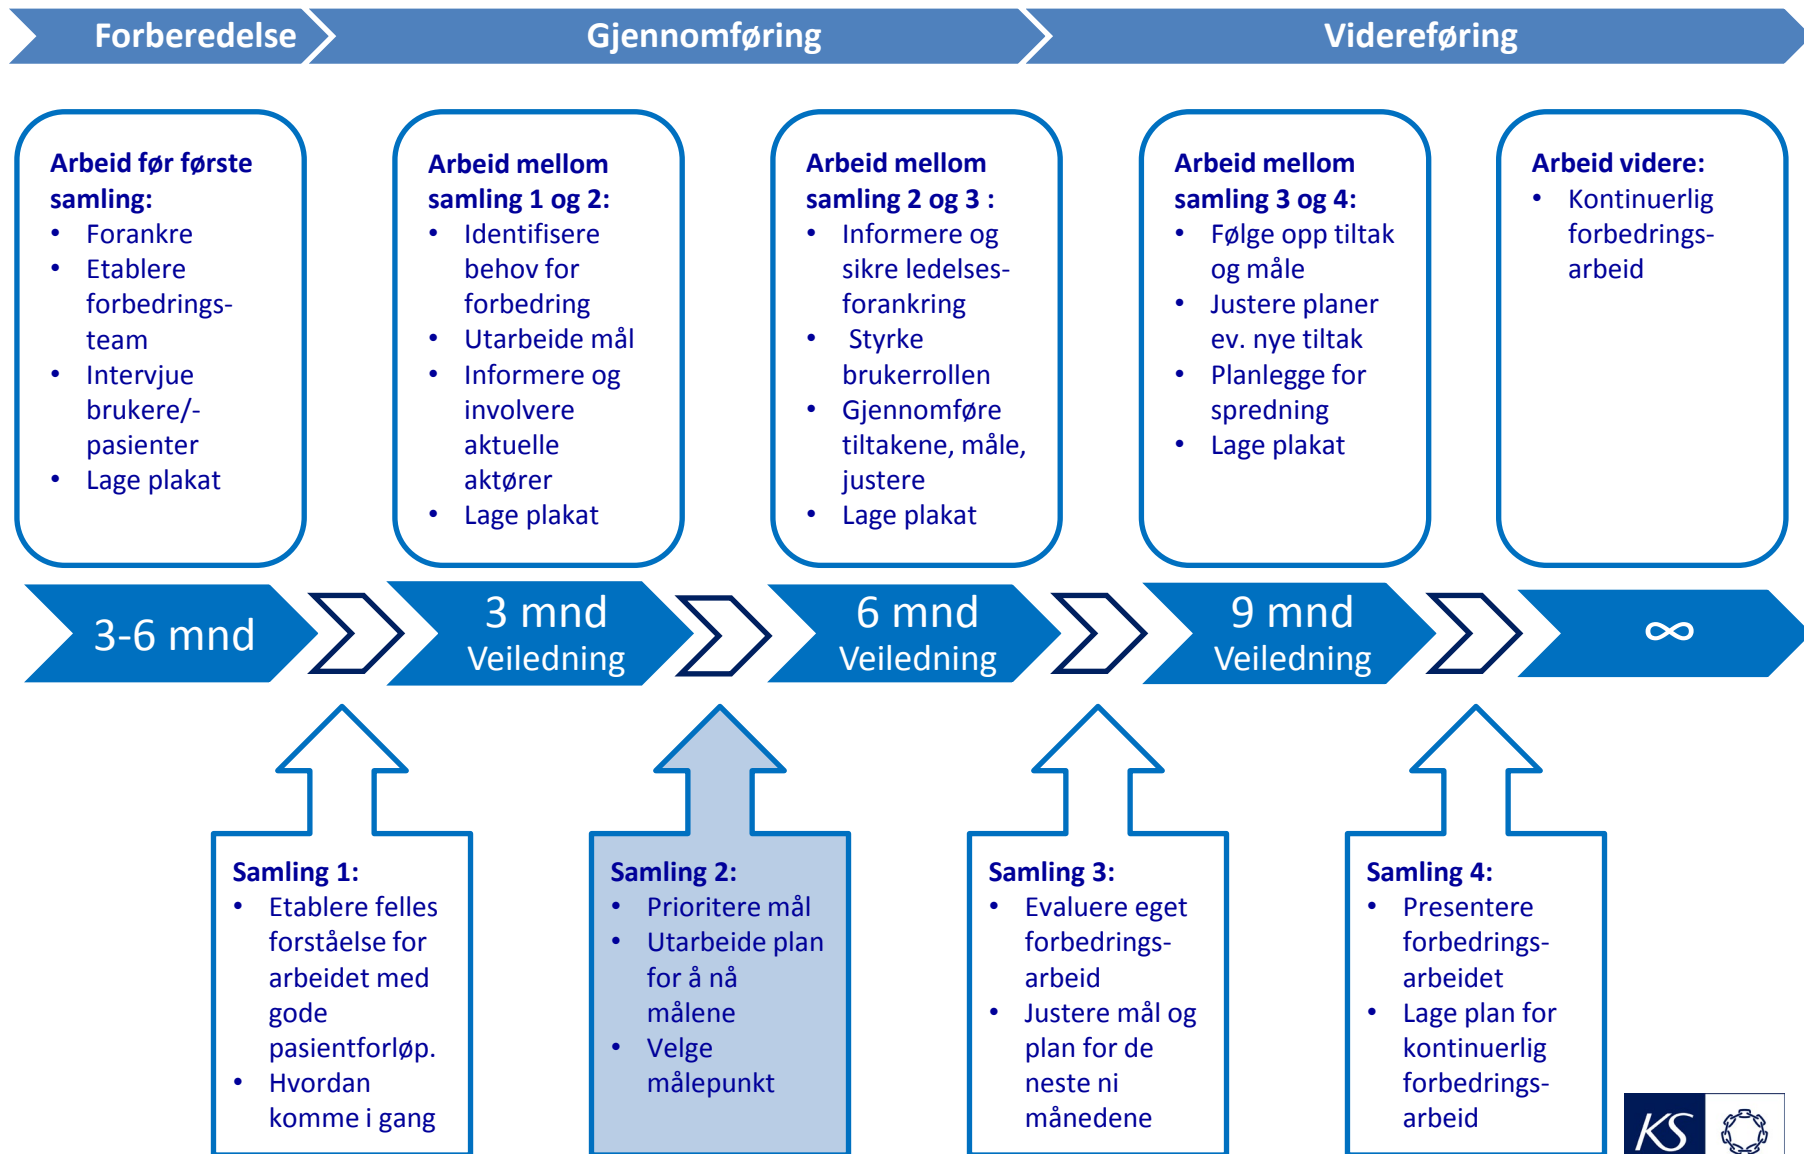 Forberedelse
Gjennomføring
Videreføring
Arbeid før første
samling:
• Forankre
• Etablere
forbedrings-
team
• Intervjue
brukere/-
pasienter
• Lage plakat
Arbeid mellom
samling 1 og 2:
• Identifisere
behov for
forbedring
• Utarbeide mål
• Informere og
involvere
aktuelle
aktører
• Lage plakat
Arbeid mellom
samling 2 og 3 :
• Informere og
sikre ledelses-
forankring
• Styrke
brukerrollen
• Gjennomføre
tiltakene, måle,
justere
• Lage plakat
Arbeid mellom
samling 3 og 4:
• Følge opp tiltak
og måle
• Justere planer
ev. nye tiltak
• Planlegge for
spredning
• Lage plakat
Arbeid videre:
• Kontinuerlig
forbedrings-
arbeid
3-6 mnd
3 mnd
Veiledning
6 mnd
Veiledning
9 mnd
Veiledning
∞
Samling 1:
• Etablere felles
forståelse for
arbeidet med
gode
pasientforløp.
• Hvordan
komme i gang
Samling 2:
• Prioritere mål
• Utarbeide plan
for å nå
målene
• Velge
målepunkt
Samling 3:
• Evaluere eget
forbedrings-
arbeid
• Justere mål og
plan for de
neste ni
månedene
Samling 4:
• Presentere
forbedrings-
arbeidet
• Lage plan for
kontinuerlig
forbedrings-
arbeid
KS